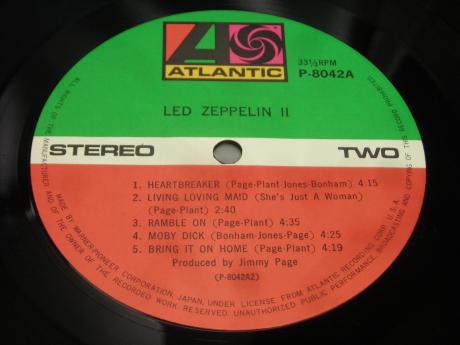 ATLANTIC
33⅓RPM
P-8042A
LED ZEPPELIN II
STEREO
TWO
1. HEARTBREAKER (Page-Plant-Jones-Bonham) 4:15
2. LIVING LOVING MAID (She's Just A Woman)
(Page-Plant) 2:40
3. RAMBLE ON (Page-Plant) 4:35
4. MOBY DICK (Bonham-Jones-Page) 4:25
5. BRING IT ON HOME (Page-Plant) 4:19
Produced by Jimmy Page
(P-8042A2)
MADE BY WARNER-PIONEER CORPORATION, JAPAN, UNDER LICENSE FROM ATLANTIC RECORDING CORP. U.S.A.
ALL RIGHTS OF THE MANUFACTURER AND OF THE OWNER OF THE RECORDED WORK RESERVED. UNAUTHORIZED PUBLIC PERFORMANCE, BROADCASTING AND COPYING OF THIS RECORD PROHIBITED